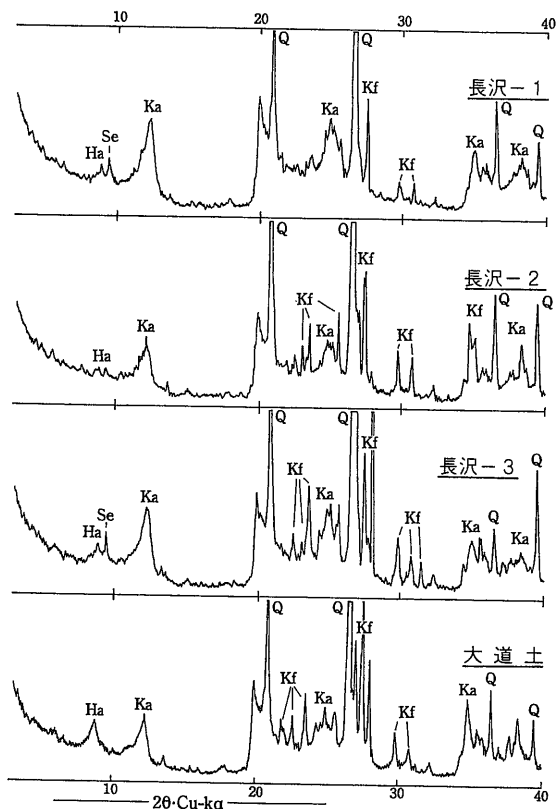 10 20 30 40
Q Q
Kf
長沢-1
Ka Ka Q
Se Ka Q
Ha Kf Ka
Q Q
Kf
長沢-2
Kf Kf Q Q
Ka Ka Kf Ka
Ha
Q Q
Kf
長沢-3
Kf Q
Ka Ka Kf Q
Se Ka Ka
Ha
Q Q
Kf
大道土
Kf Ka Q
Ha Ka Ka Kf Q
10 20 30 40
2θ·Cu-kα